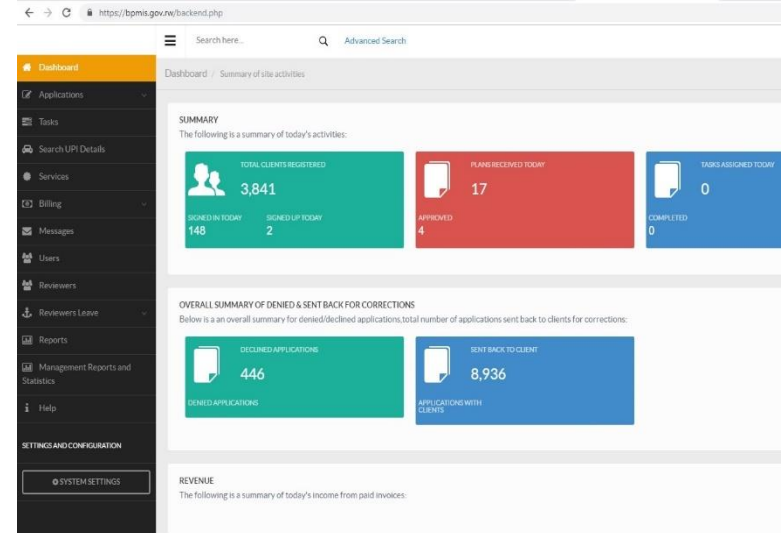 https://bpmis.gov.rw/backend.php
Search here...
Advanced Search
Dashboard
Applications
Tasks
Search UPI Details
Services
Billing
Messages
Users
Reviewers
Reviewers Leave
Reports
Management Reports and
Statistics
Help
SETTINGS AND CONFIGURATION
SYSTEM SETTINGS
Dashboard / Summary of site activities
SUMMARY
The following is a summary of today's activities:
TOTAL CLIENTS REGISTERED
3,841
SIGNED IN TODAY SIGNED UP TODAY
148 2
PLANS RECEIVED TODAY
17
APPROVED
4
TASKS ASSIGNED TODAY
0
COMPLETED
0
OVERALL SUMMARY OF DENIED & SENT BACK FOR CORRECTIONS
Below is a an overall summary for denied/declined applications,total number of applications sent back to clients for corrections:
DECLINED APPLICATIONS
446
DENIED APPLICATIONS
SENT BACK TO CLIENT
8,936
APPLICATIONS WITH
CLIENTS
REVENUE
The following is a summary of today's income from paid invoices: